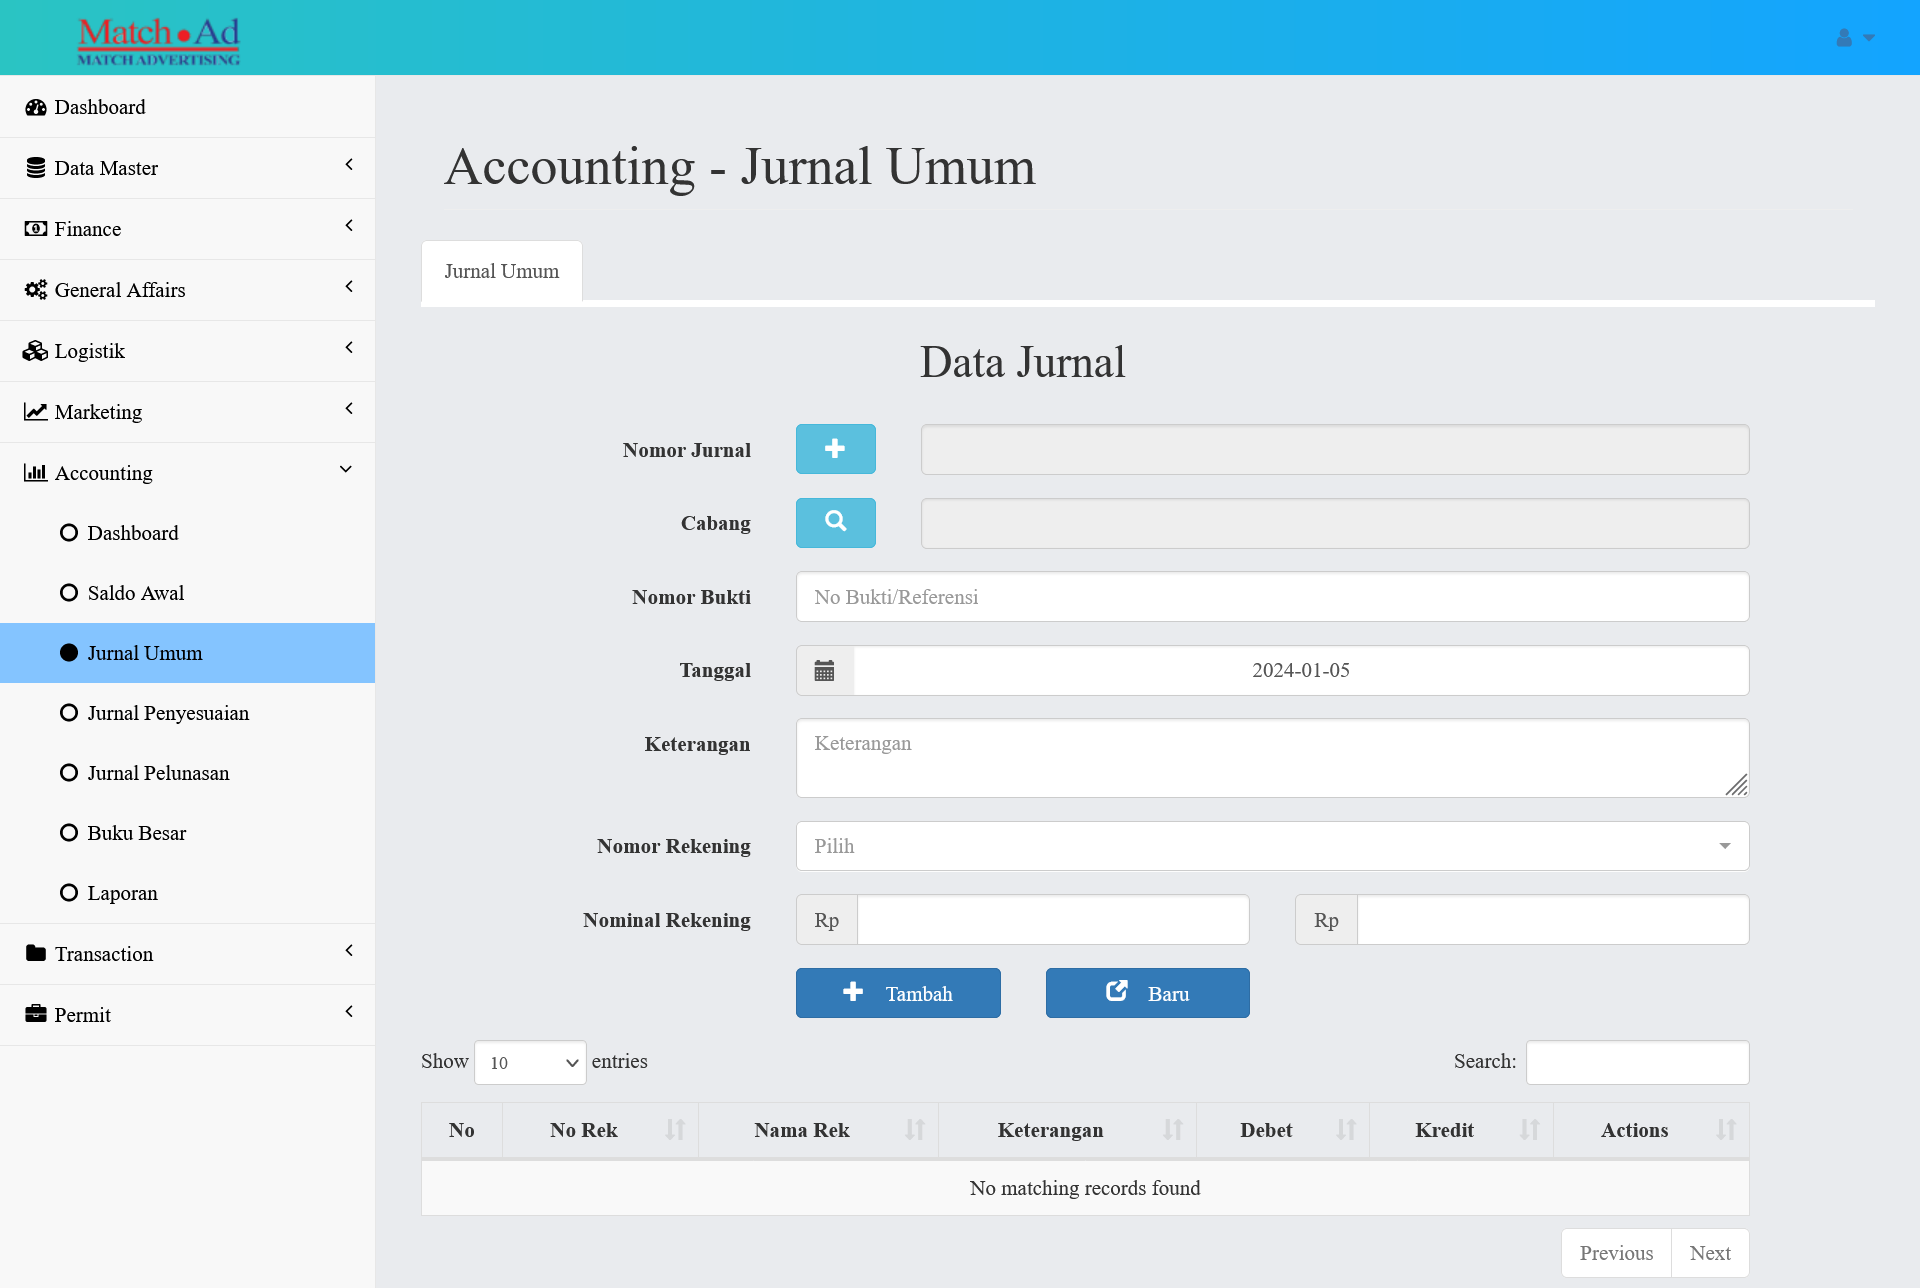 Match Ad
MATCH ADVERTISING
Dashboard
Data Master
Finance
General Affairs
Logistik
Marketing
Accounting
Dashboard
Saldo Awal
Jurnal Umum
Jurnal Penyesuaian
Jurnal Pelunasan
Buku Besar
Laporan
Transaction
Permit
Accounting - Jurnal Umum
Jurnal Umum
Data Jurnal
Nomor Jurnal
Cabang
Nomor Bukti No Bukti/Referensi
Tanggal 2024-01-05
Keterangan Keterangan
Nomor Rekening Pilih
Nominal Rekening Rp Rp
Tambah Baru
Show 10 entries Search:
No No Rek Nama Rek Keterangan Debet Kredit Actions
No matching records found
Previous Next